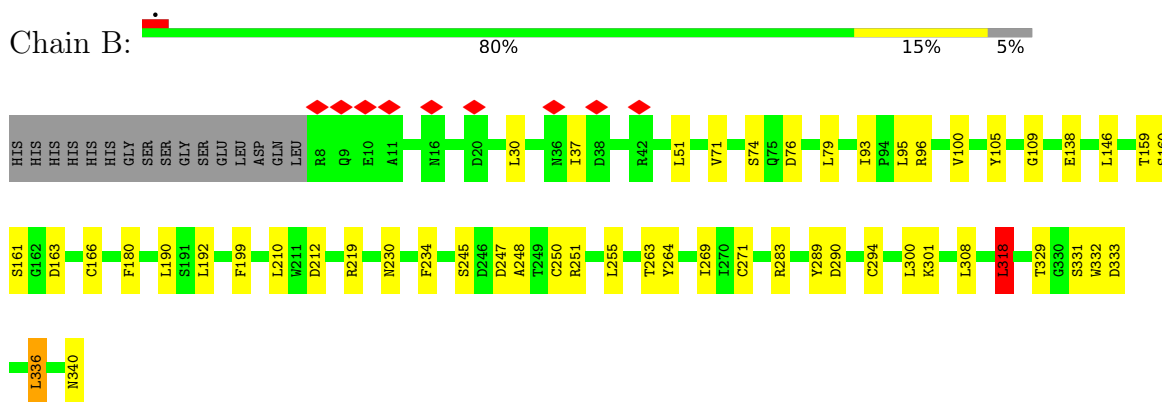 •
Chain B:
80% 15% 5%
HIS HIS HIS HIS HIS HIS GLY SER SER GLY SER GLU LEU ASP GLN LEU R8 Q9 E10 A11 N16 D20 L30 N36 I37 D38 R42 L51 V71 S74 Q75 D76 L79 I93 P94 L95 R96 V100 Y105 G109 E138 L146 T159 S160
S161 G162 D163 C166 F180 L190 S191 L192 F199 L210 W211 D212 R219 N230 F234 S245 D246 D247 A248 T249 C250 R251 L255 T263 Y264 I269 I270 C271 R283 Y289 D290 C294 L300 K301 L308 L318 T329 G330 S331 W332 D333
L336 N340